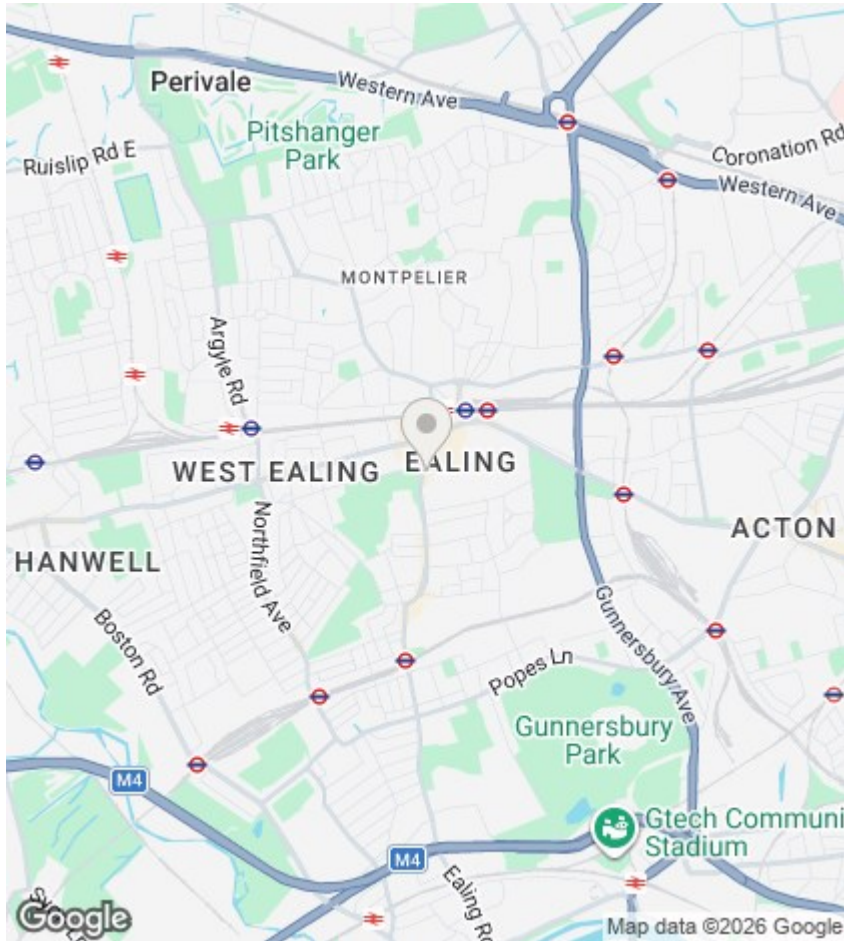 Perivale
Western Ave
Pitshanger
Park
Coronation Rd
Ruislip Rd E
Western Ave
MONTPELIER
Argyle Rd
WEST EALING
EALING
ACTON
HANWELL
Northfield Ave
Boston Rd
Gunnersbury Ave
Popes Ln
Gunnersbury
Park
M4
Gtech Communi
Stadium
M4
Ealing Rd
Google
Map data ©2026 Google